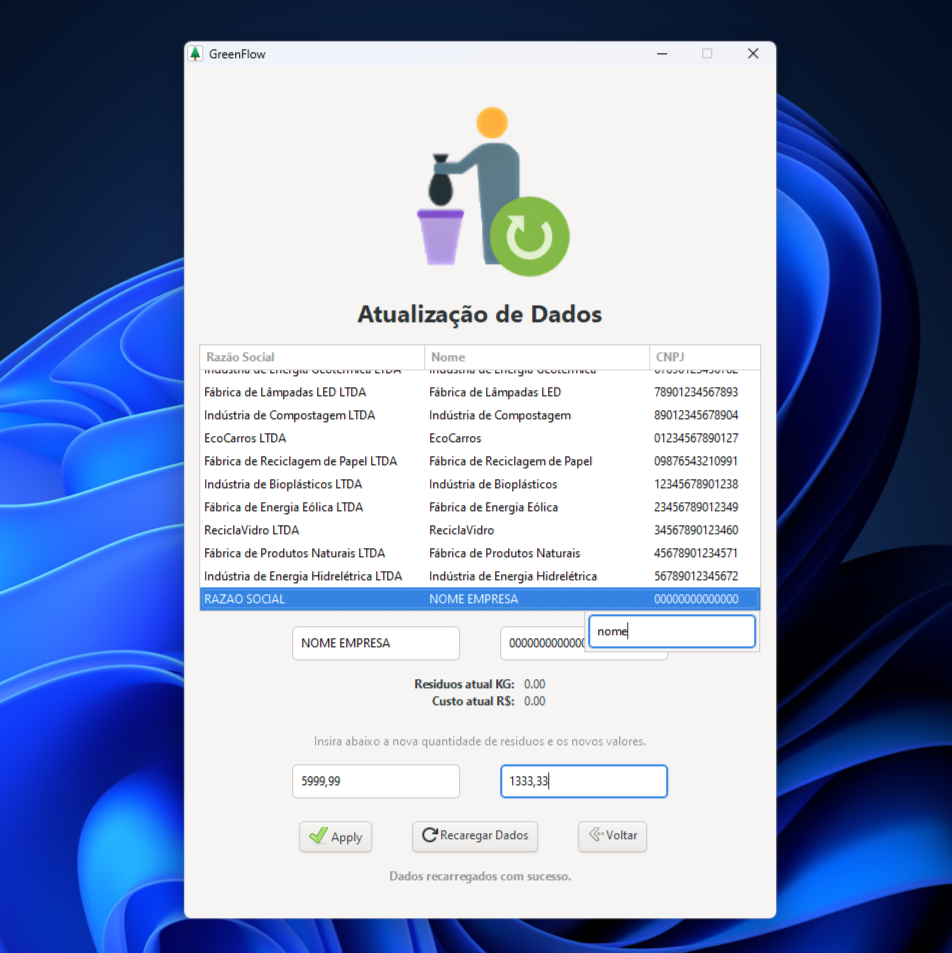 GreenFlow
Atualização de Dados
Razão Social Nome CNPJ
Indústria de Energia Geotérmica LTDA Indústria de Energia Geotérmica
Fábrica de Lâmpadas LED LTDA Fábrica de Lâmpadas LED 78901234567893
Indústria de Compostagem LTDA Indústria de Compostagem 89012345678904
EcoCarros LTDA EcoCarros 01234567890127
Fábrica de Reciclagem de Papel LTDA Fábrica de Reciclagem de Papel 09876543210991
Indústria de Bioplásticos LTDA Indústria de Bioplásticos 12345678901238
Fábrica de Energia Eólica LTDA Fábrica de Energia Eólica 23456789012349
ReciclaVidro LTDA ReciclaVidro 34567890123460
Fábrica de Produtos Naturais LTDA Fábrica de Produtos Naturais 45678901234571
Indústria de Energia Hidrelétrica LTDA Indústria de Energia Hidrelétrica 56789012345672
RAZAO SOCIAL NOME EMPRESA 00000000000000
nome
NOME EMPRESA 000000000000
Residuos atual KG: 0.00
Custo atual R$: 0.00
Insira abaixo a nova quantidade de residuos e os novos valores.
5999,99 1333,33
Apply Recaregar Dados Voltar
Dados recarregados com sucesso.